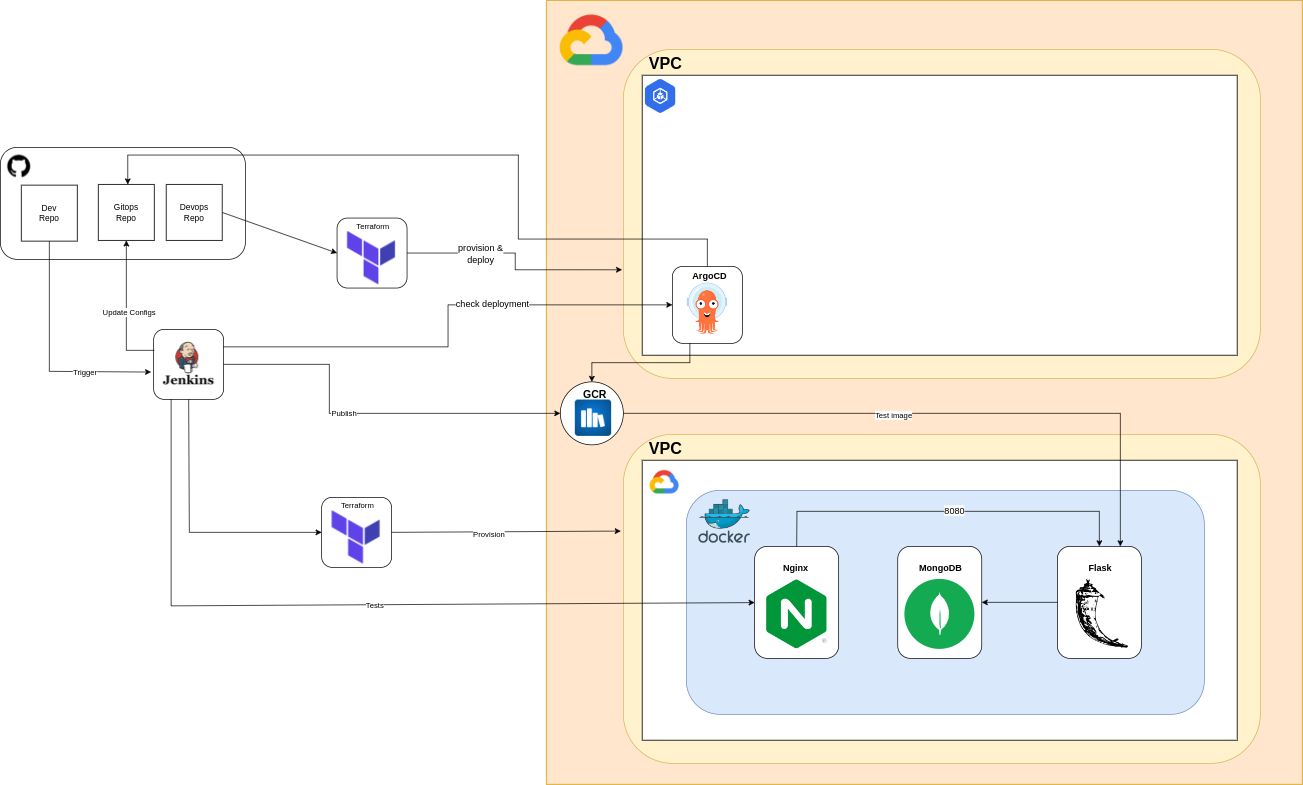 VPC
Dev
Repo
Gitops
Repo
Devops
Repo
Terraform
provision &
deploy
ArgoCD
check deployment
Update Configs
Trigger
Jenkins
Publish
GCR
Test image
VPC
docker
8080
Terraform
Provision
Nginx
N
MongoDB
Flask
Tests